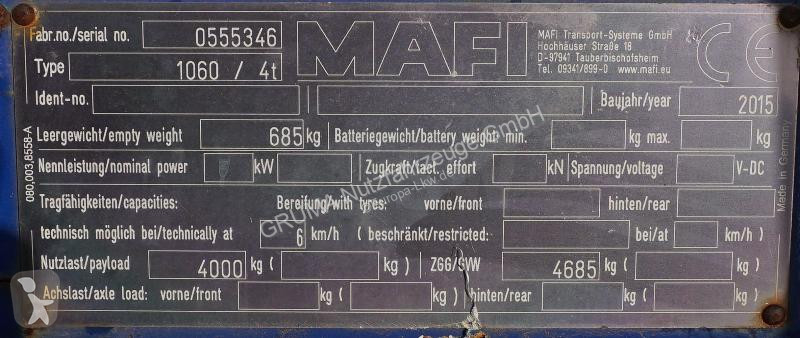 Fabr.no./serial no. 0555346
MAFI
MAFI Transport-Systeme GmbH
Hochhäuser Straße 18
D-97941 Tauberbischofsheim
Tel. 09341/899-0 www.mafi.eu
CE
Type 1060 / 4t
Ident-no. Baujahr/year 2015
Leergewicht/empty weight 685 kg Batteriegewicht/battery weight: min. kg max. kg
Nennleistung/nominal power kW Zugkraft/tact. effort kN Spannung/voltage V-DC
Tragfähigkeiten/capacities: Bereifung/with tyres: vorne/front hinten/rear
technisch möglich bei/technically at 6 km/h ( beschränkt/restricted: bei/at km/h )
Nutzlast/payload 4000 kg ( kg ) ZGG/GVW 4685 kg ( kg )
Achslast/axle load: vorne/front kg ( kg ) hinten/rear kg ( kg )
080.003.8558-A
Made in Germany
GRUMA Nutzfahrzeuge GmbH
europa-Lkw.de